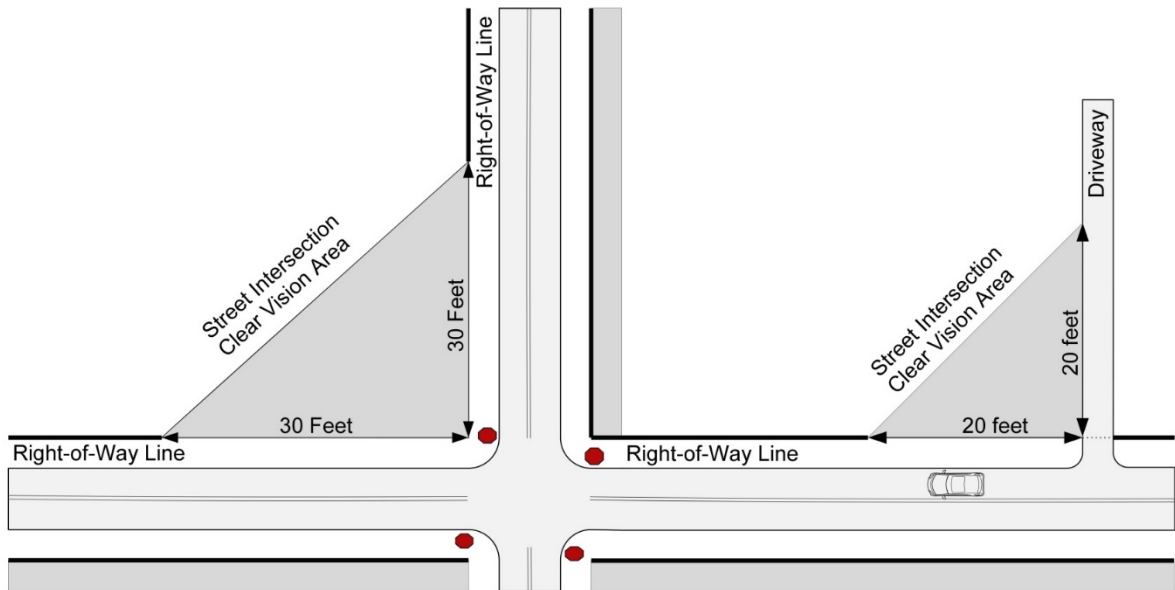 Right-of-Way Line
Street Intersection
Clear Vision Area
30 Feet
30 Feet
Right-of-Way Line
Driveway
Street Intersection
Clear Vision Area
20 feet
20 feet
Right-of-Way Line